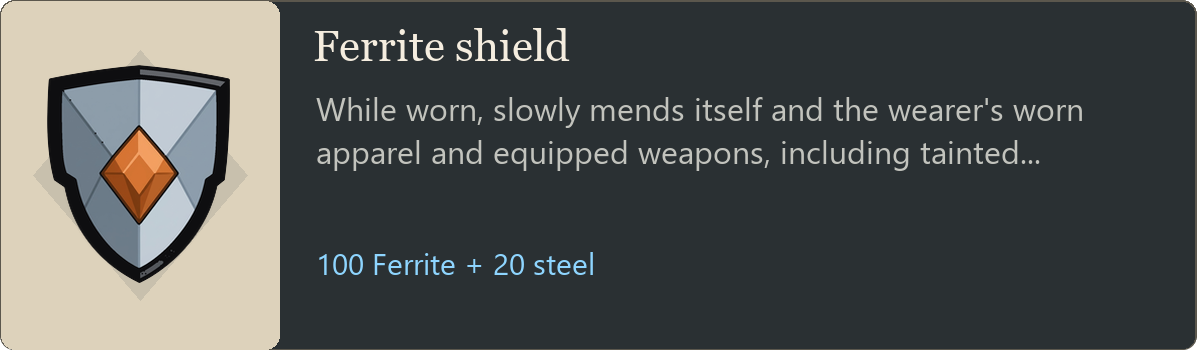 Ferrite shield
While worn, slowly mends itself and the wearer's worn
apparel and equipped weapons, including tainted...
100 Ferrite + 20 steel